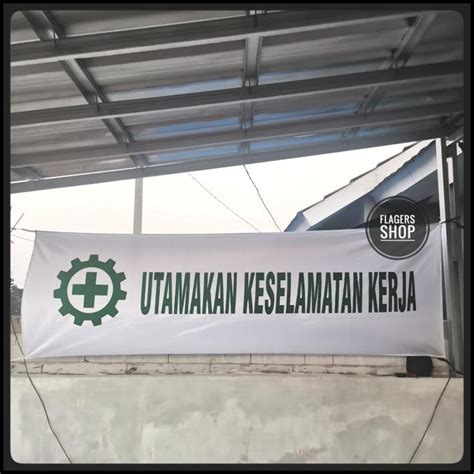 FLAGERS
SHOP
UTAMAKAN KESELAMATAN KERJA